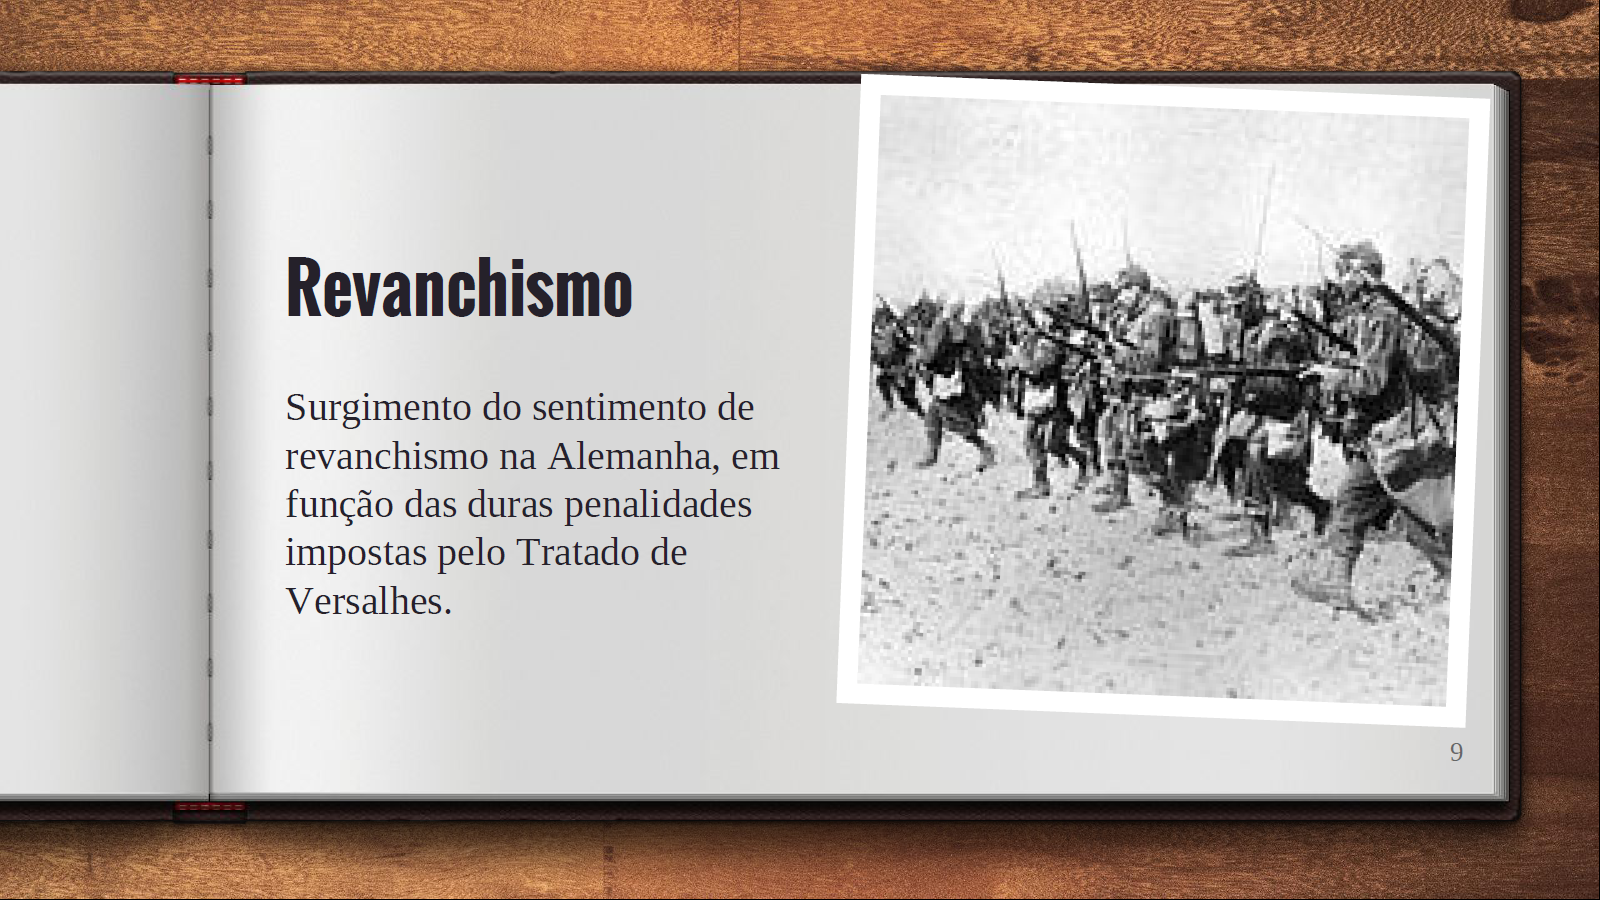 Revanchismo
Surgimento do sentimento de
revanchismo na Alemanha, em
função das duras penalidades
impostas pelo Tratado de
Versalhes.
9